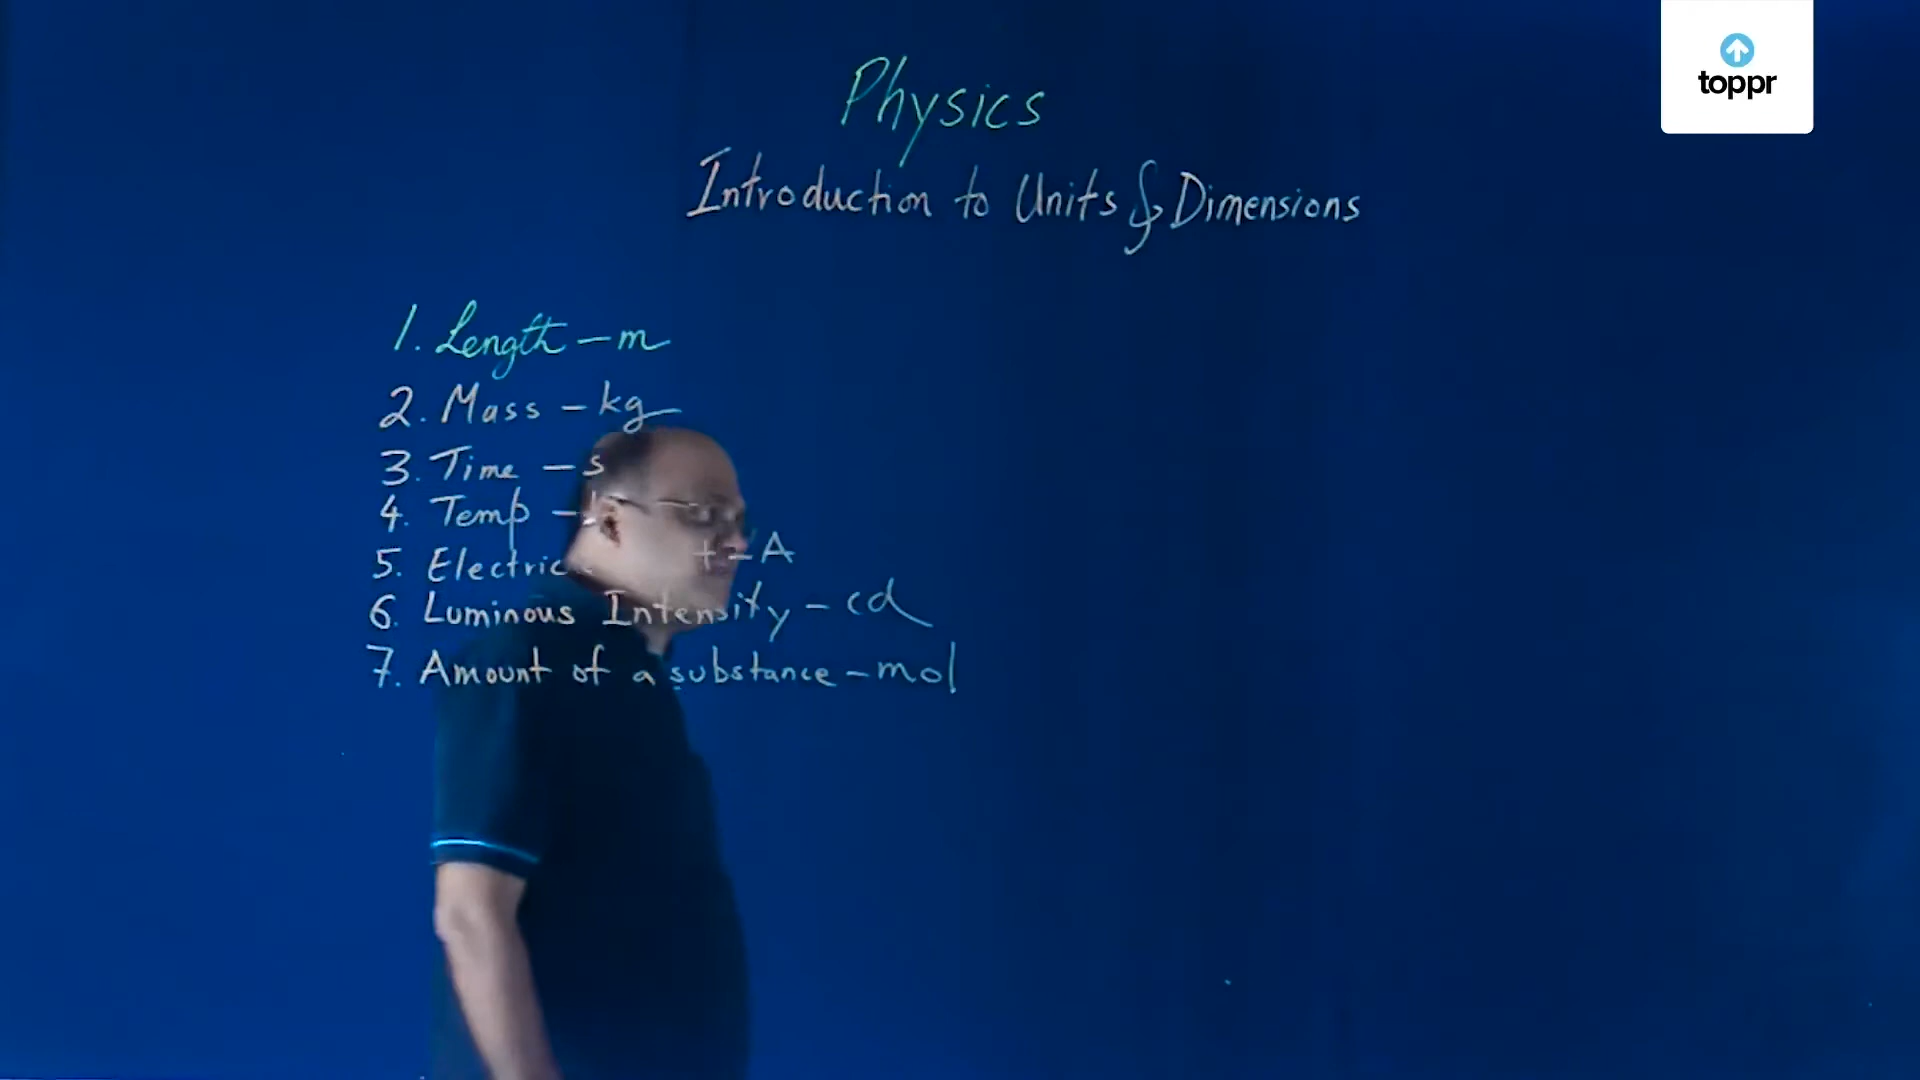 toppr
Physics
Introduction to Units & Dimensions
1. Length – m
2. Mass – kg
3. Time – s
4. Temp –
5. Electric – A
6. Luminous Intensity – cd
7. Amount of a substance – mol